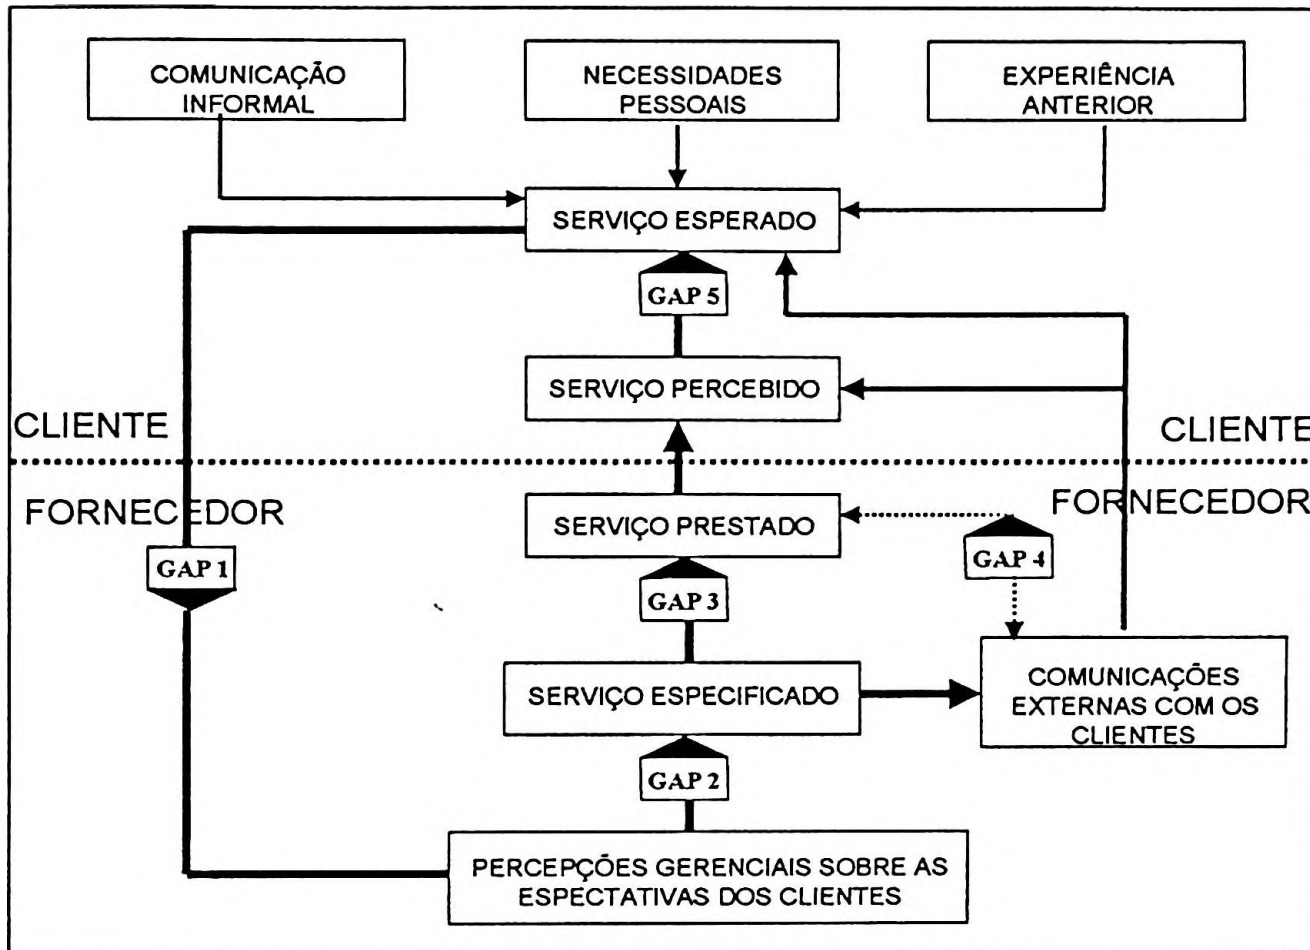 COMUNICAÇÃO
INFORMAL
NECESSIDADES
PESSOAIS
EXPERIÊNCIA
ANTERIOR
SERVIÇO ESPERADO
GAP 5
SERVIÇO PERCEBIDO
CLIENTE
CLIENTE
FORNECEDOR
FORNECEDOR
SERVIÇO PRESTADO
GAP 4
GAP 1
GAP 3
SERVIÇO ESPECIFICADO
COMUNICAÇÕES
EXTERNAS COM OS
CLIENTES
GAP 2
PERCEPÇÕES GERENCIAIS SOBRE AS
ESPECTATIVAS DOS CLIENTES